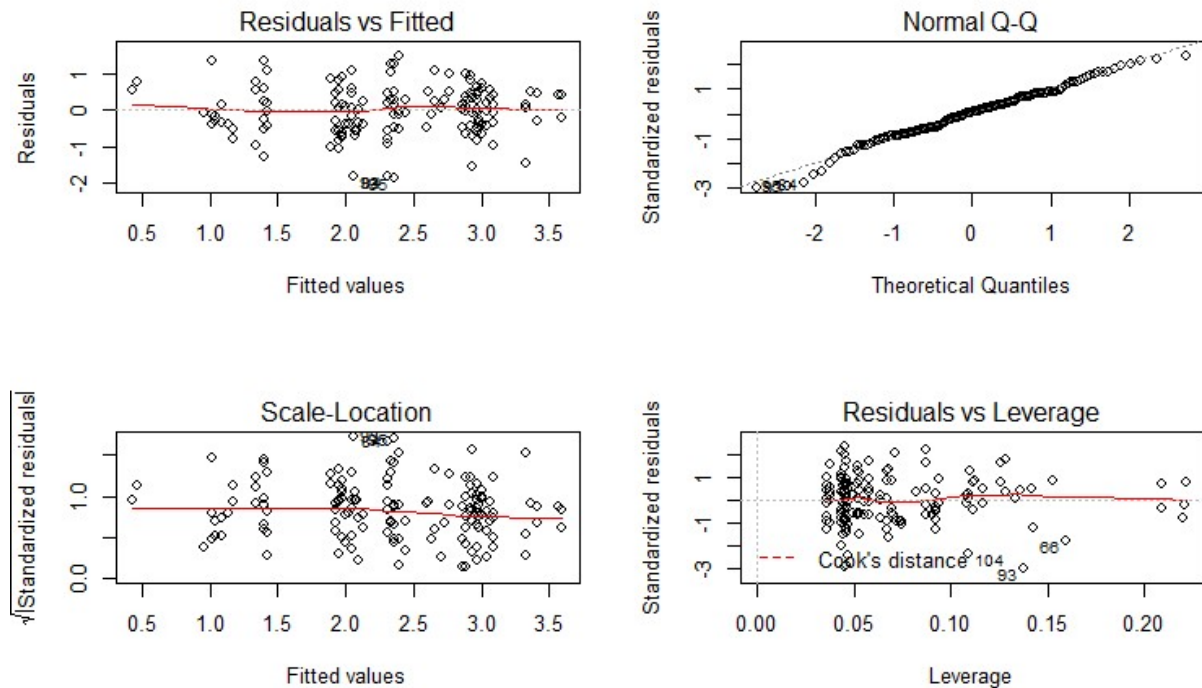 Residuals vs Fitted
Residuals
1
0
-1
-2
0.5 1.0 1.5 2.0 2.5 3.0 3.5
Fitted values
Normal Q-Q
Standardized residuals
1
-1
-3
-2 -1 0 1 2
Theoretical Quantiles
Scale-Location
√|Standardized residuals|
1.0
0.0
0.5 1.0 1.5 2.0 2.5 3.0 3.5
Fitted values
Residuals vs Leverage
Standardized residuals
1
-1
-3
Cook's distance
104
66
93
0.00 0.05 0.10 0.15 0.20
Leverage